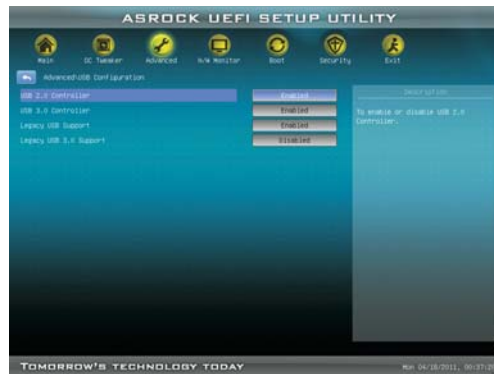 ASROCK UEFI SETUP UTILITY
Main OC Tweaker Advanced H/W Monitor Boot Security Exit
Advanced\USB Configuration
USB 2.0 Controller Enabled
USB 3.0 Controller Enabled
Legacy USB Support Enabled
Legacy USB 3.0 Support Disabled
Description
To enable or disable USB 2.0
Controller.
TOMORROW'S TECHNOLOGY TODAY
Mon 04/18/2011,